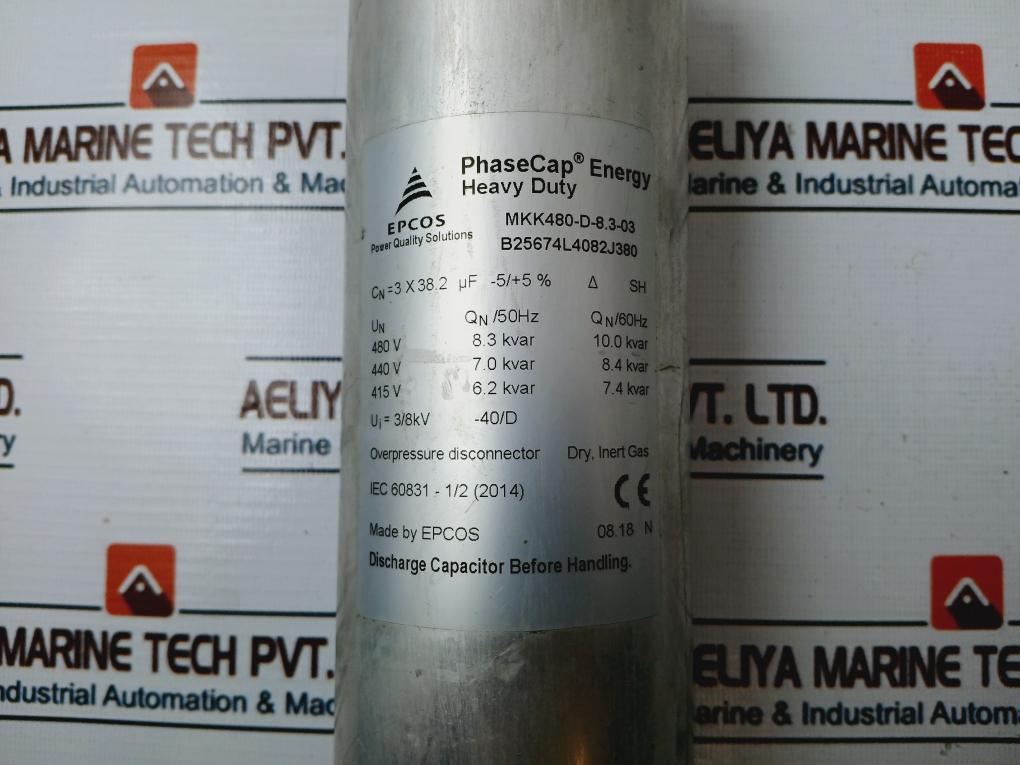 A MARINE TECH PVT.
& Industrial Automation & Mac
ELIYA MARINE TEC
Marine & Industrial Automa
PhaseCap® Energy
Heavy Duty
EPCOS
Power Quality Solutions
MKK480-D-8.3-03
B25674L4082J380
CN =3 X 38.2 µF -5/+5 % Δ SH
UN QN /50Hz QN/60Hz
480 V 8.3 kvar 10.0 kvar
440 V 7.0 kvar 8.4 kvar
415 V 6.2 kvar 7.4 kvar
Ui = 3/8kV -40/D
Overpressure disconnector Dry, Inert Gas
IEC 60831 - 1/2 (2014) CE
Made by EPCOS 08.18 N
Discharge Capacitor Before Handling.
D.
y
AELIY
Marine
VT. LTD.
Machinery
MARINE TECH PVT.
ndustrial Automation & Mac
ELIYA MARINE TE
arine & Industrial Automa